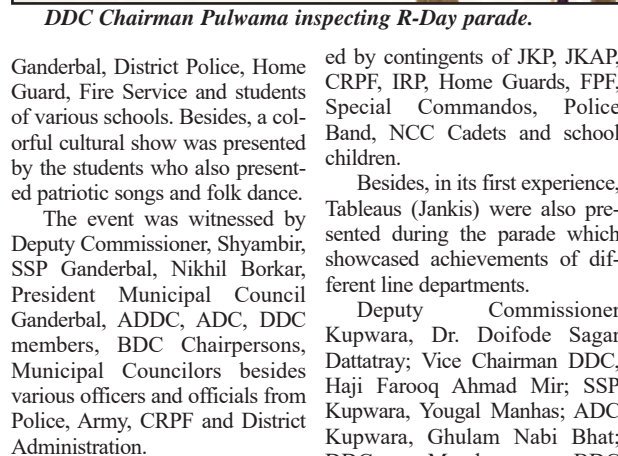 DDC Chairman Pulwama inspecting R-Day parade.
Ganderbal, District Police, Home
Guard, Fire Service and students
of various schools. Besides, a col-
orful cultural show was presented
by the students who also present-
ed patriotic songs and folk dance.
The event was witnessed by
Deputy Commissioner, Shyambir,
SSP Ganderbal, Nikhil Borkar,
President Municipal Council
Ganderbal, ADDC, ADC, DDC
members, BDC Chairpersons,
Municipal Councilors besides
various officers and officials from
Police, Army, CRPF and District
Administration.
ed by contingents of JKP, JKAP,
CRPF, IRP, Home Guards, FPF,
Special Commandos, Police
Band, NCC Cadets and school
children.
Besides, in its first experience,
Tableaus (Jankis) were also pre-
sented during the parade which
showcased achievements of dif-
ferent line departments.
Deputy Commissioner
Kupwara, Dr. Doifode Sagar
Dattatray; Vice Chairman DDC,
Haji Farooq Ahmad Mir; SSP
Kupwara, Yougal Manhas; ADC
Kupwara, Ghulam Nabi Bhat;